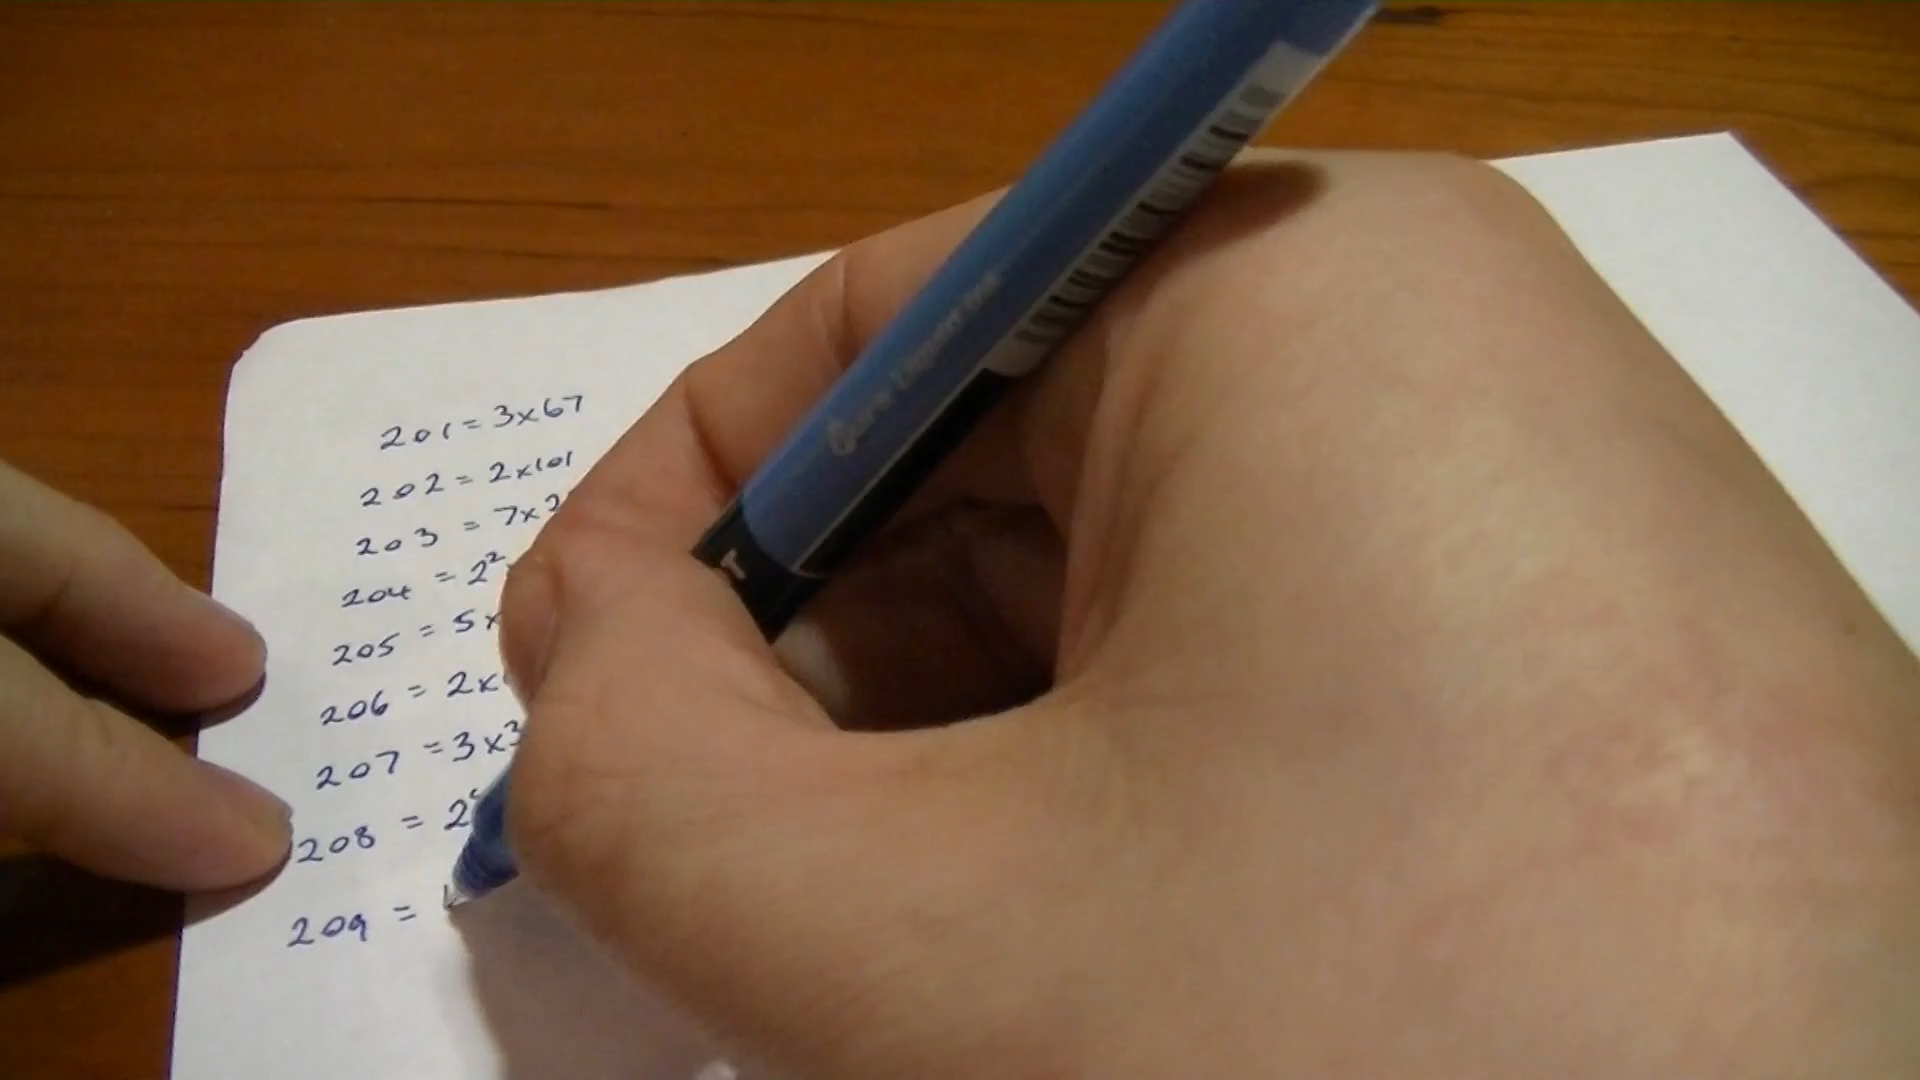 201 = 3x67
202 = 2x101
203 = 7x2
204 = 2²
205 = 5x
206 = 2x
207 = 3x3
208 = 2
209 =